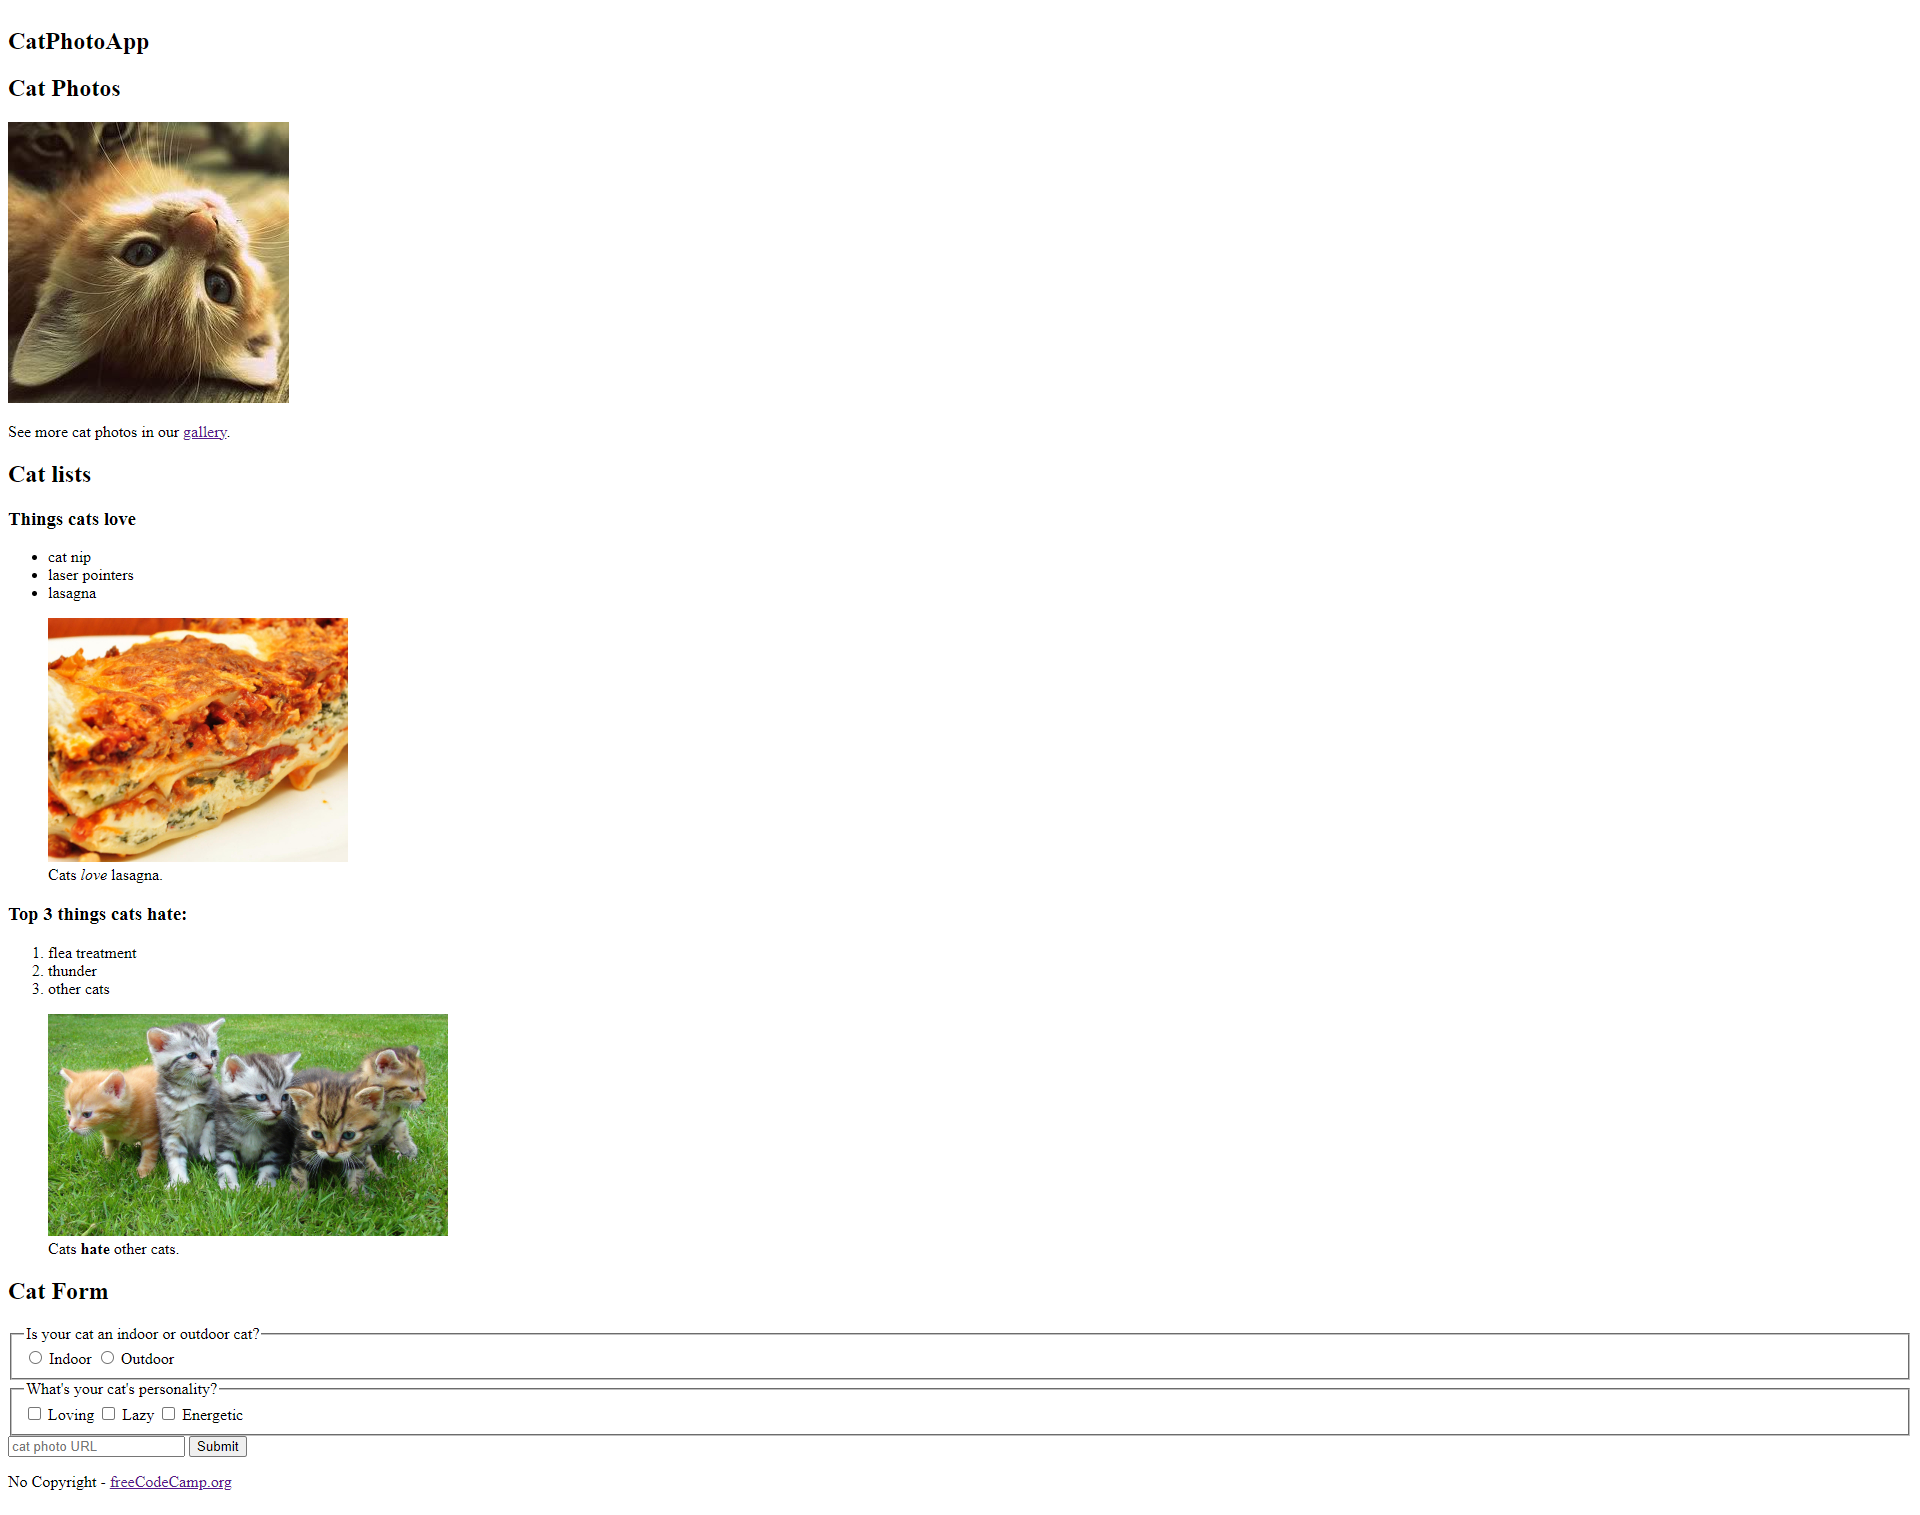 CatPhotoApp
Cat Photos
See more cat photos in our gallery.
Cat lists
Things cats love
• cat nip
• laser pointers
• lasagna
Cats love lasagna.
Top 3 things cats hate:
1. flea treatment
2. thunder
3. other cats
Cats hate other cats.
Cat Form
Is your cat an indoor or outdoor cat?
Indoor Outdoor
What's your cat's personality?
Loving Lazy Energetic
cat photo URL Submit
No Copyright - freeCodeCamp.org